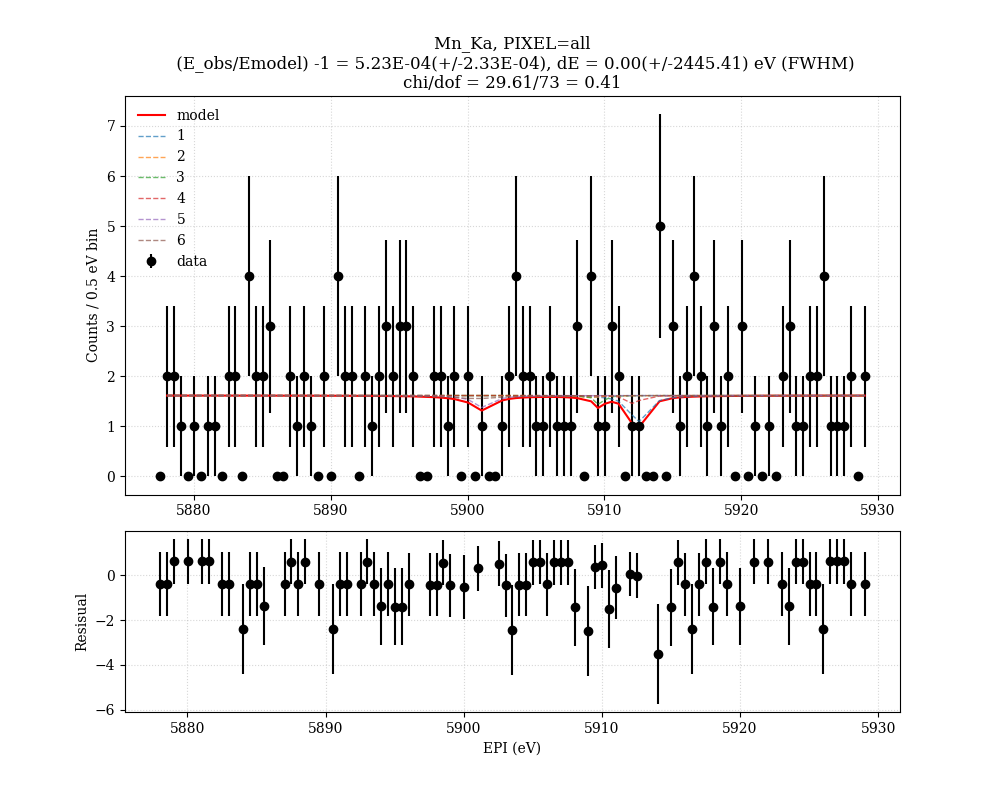 Mn_Ka, PIXEL=all
(E_obs/Emodel) -1 = 5.23E-04(+/-2.33E-04), dE = 0.00(+/-2445.41) eV (FWHM)
chi/dof = 29.61/73 = 0.41
model
1
2
3
4
5
6
data
Counts / 0.5 eV bin
7
6
5
4
3
2
1
0
5880 5890 5900 5910 5920 5930
Resisual
0
−2
−4
−6
5880 5890 5900 5910 5920 5930
EPI (eV)